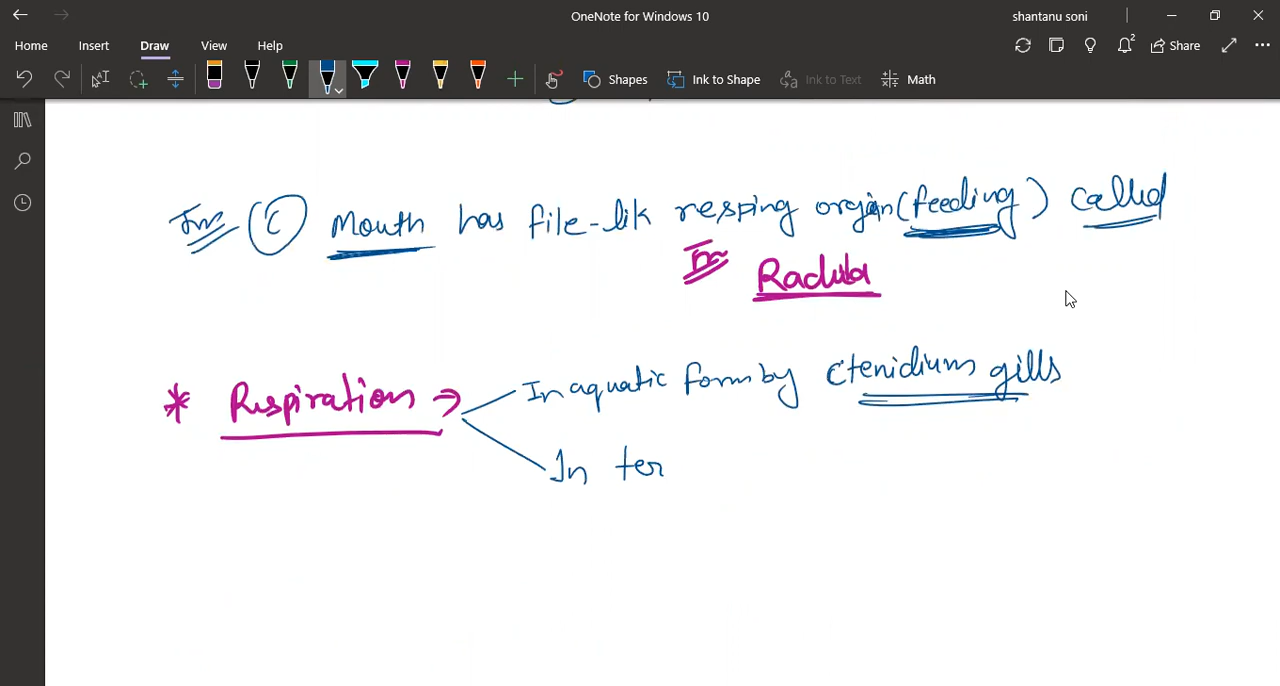 OneNote for Windows 10
shantanu soni
Home Insert Draw View Help
2 Share
Shapes Ink to Shape Ink to Text Math
Imp (C) Mouth has file-lik resping organ (feeding) called
Radula
* Respiration → In aquatic form by Ctenidium gills
In ter